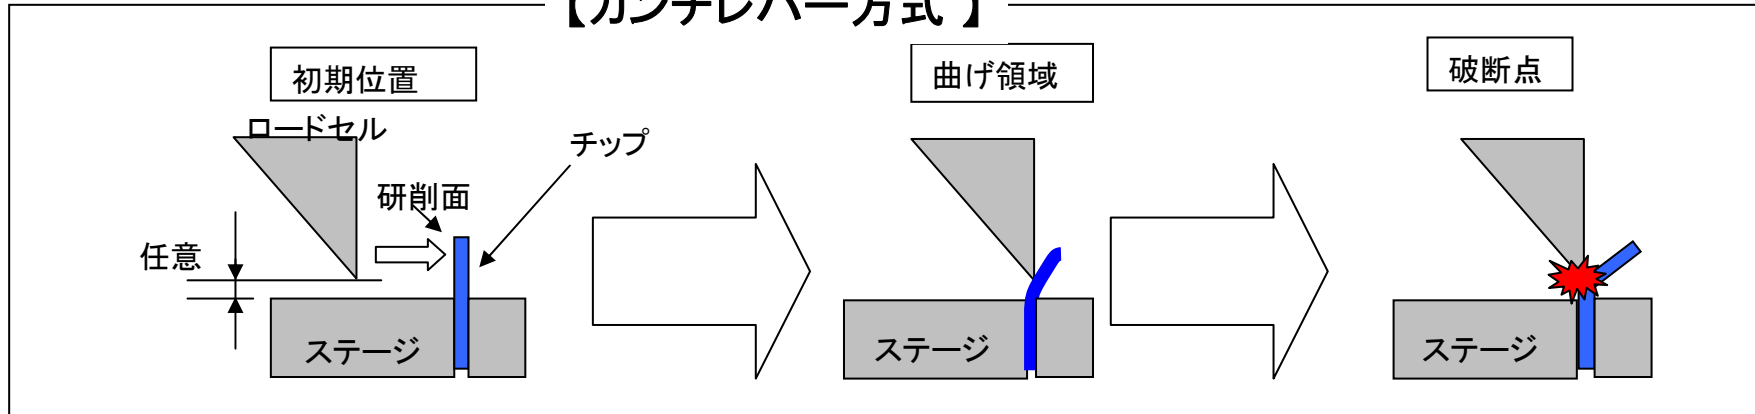 【カンチレバー方式 】
初期位置
曲げ領域
破断点
ロードセル
チップ
研削面
任意
ステージ
ステージ
ステージ